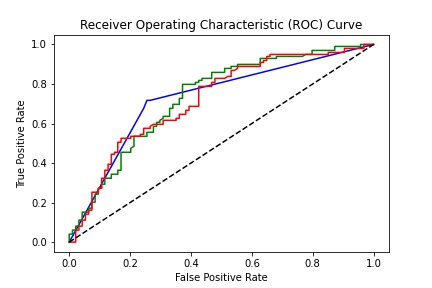 Receiver Operating Characteristic (ROC) Curve
1.0
0.8
0.6
0.4
0.2
0.0
True Positive Rate
0.0 0.2 0.4 0.6 0.8 1.0
False Positive Rate